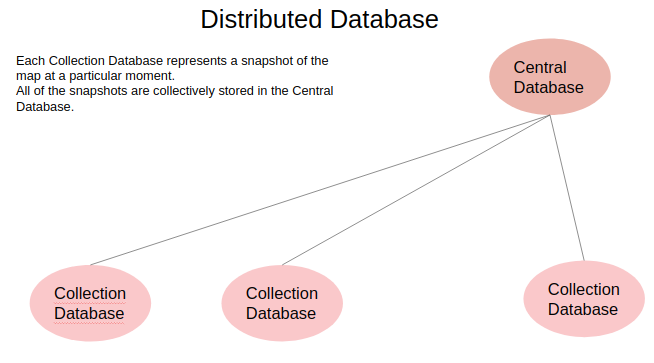 Distributed Database
Each Collection Database represents a snapshot of the
map at a particular moment.
All of the snapshots are collectively stored in the Central
Database.
Central
Database
Collection
Database
Collection
Database
Collection
Database